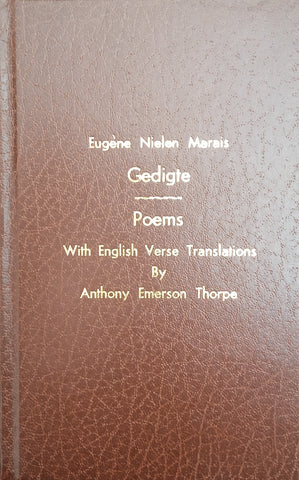 Eugène Nielen Marais
Gedigte
Poems
With English Verse Translations
By
Anthony Emerson Thorpe